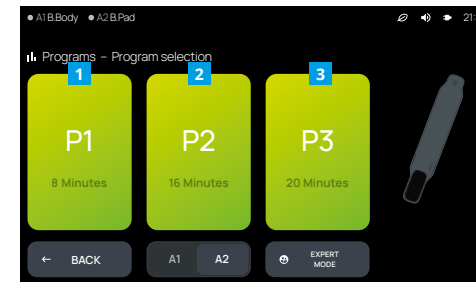 A1 B.Body A2 B.Pad 21:
Programs – Program selection
1 2 3
P1 P2 P3
8 Minutes 16 Minutes 20 Minutes
← BACK A1 A2 EXPERT
MODE